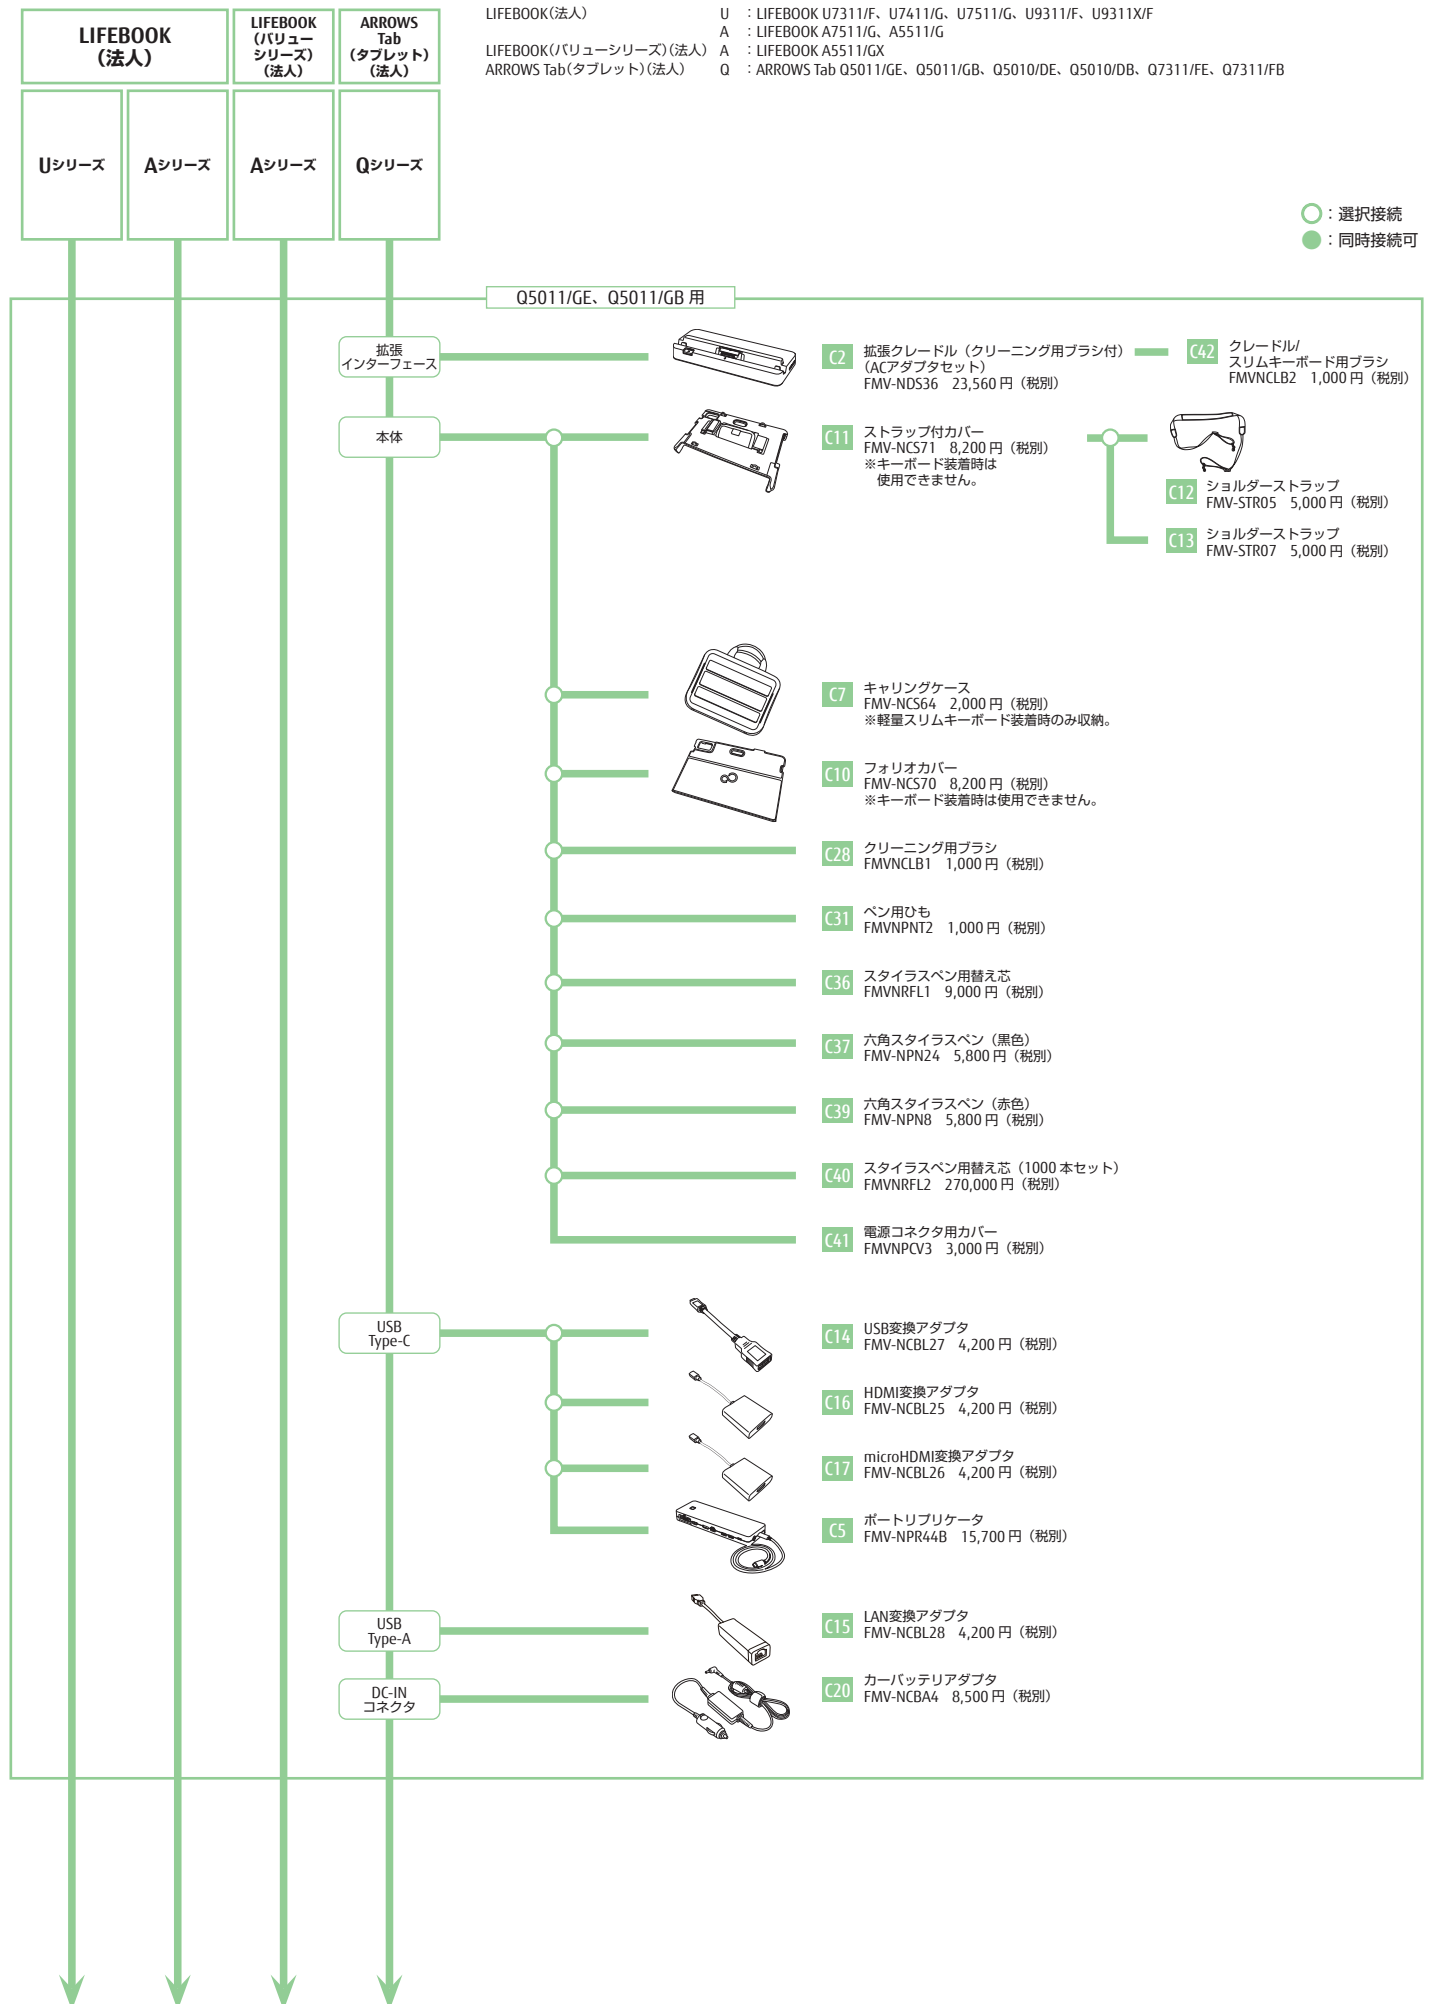 LIFEBOOK
（法人）
LIFEBOOK
（バリュー
シリーズ）
（法人）
ARROWS
Tab
（タブレット）
（法人）
LIFEBOOK(法人) U ：LIFEBOOK U7311/F、U7411/G、U7511/G、U9311/F、U9311X/F
A ：LIFEBOOK A7511/G、A5511/G
LIFEBOOK(バリューシリーズ)(法人) A ：LIFEBOOK A5511/GX
ARROWS Tab(タブレット)(法人) Q ：ARROWS Tab Q5011/GE、Q5011/GB、Q5010/DE、Q5010/DB、Q7311/FE、Q7311/FB
Uシリーズ
Aシリーズ
Aシリーズ
Qシリーズ
：選択接続
：同時接続可
Q5011/GE、Q5011/GB 用
拡張
インターフェース
C2
拡張クレードル（クリーニング用ブラシ付）
（ACアダプタセット）
FMV-NDS36 23,560 円（税別）
C42
クレードル/
スリムキーボード用ブラシ
FMVNCLB2 1,000 円（税別）
本体
C11
ストラップ付カバー
FMV-NCS71 8,200 円（税別）
※キーボード装着時は
使用できません。
C12
ショルダーストラップ
FMV-STR05 5,000 円（税別）
C13
ショルダーストラップ
FMV-STR07 5,000 円（税別）
C7
キャリングケース
FMV-NCS64 2,000 円（税別）
※軽量スリムキーボード装着時のみ収納。
C10
フォリオカバー
FMV-NCS70 8,200 円（税別）
※キーボード装着時は使用できません。
C28
クリーニング用ブラシ
FMVNCLB1 1,000 円（税別）
C31
ペン用ひも
FMVNPNT2 1,000 円（税別）
C36
スタイラスペン用替え芯
FMVNRFL1 9,000 円（税別）
C37
六角スタイラスペン（黒色）
FMV-NPN24 5,800 円（税別）
C39
六角スタイラスペン（赤色）
FMV-NPN8 5,800 円（税別）
C40
スタイラスペン用替え芯（1000 本セット）
FMVNRFL2 270,000 円（税別）
C41
電源コネクタ用カバー
FMVNPCV3 3,000 円（税別）
USB
Type-C
C14
USB変換アダプタ
FMV-NCBL27 4,200 円（税別）
C16
HDMI変換アダプタ
FMV-NCBL25 4,200 円（税別）
C17
microHDMI変換アダプタ
FMV-NCBL26 4,200 円（税別）
C5
ポートリプリケータ
FMV-NPR44B 15,700 円（税別）
USB
Type-A
C15
LAN変換アダプタ
FMV-NCBL28 4,200 円（税別）
DC-IN
コネクタ
C20
カーバッテリアダプタ
FMV-NCBA4 8,500 円（税別）